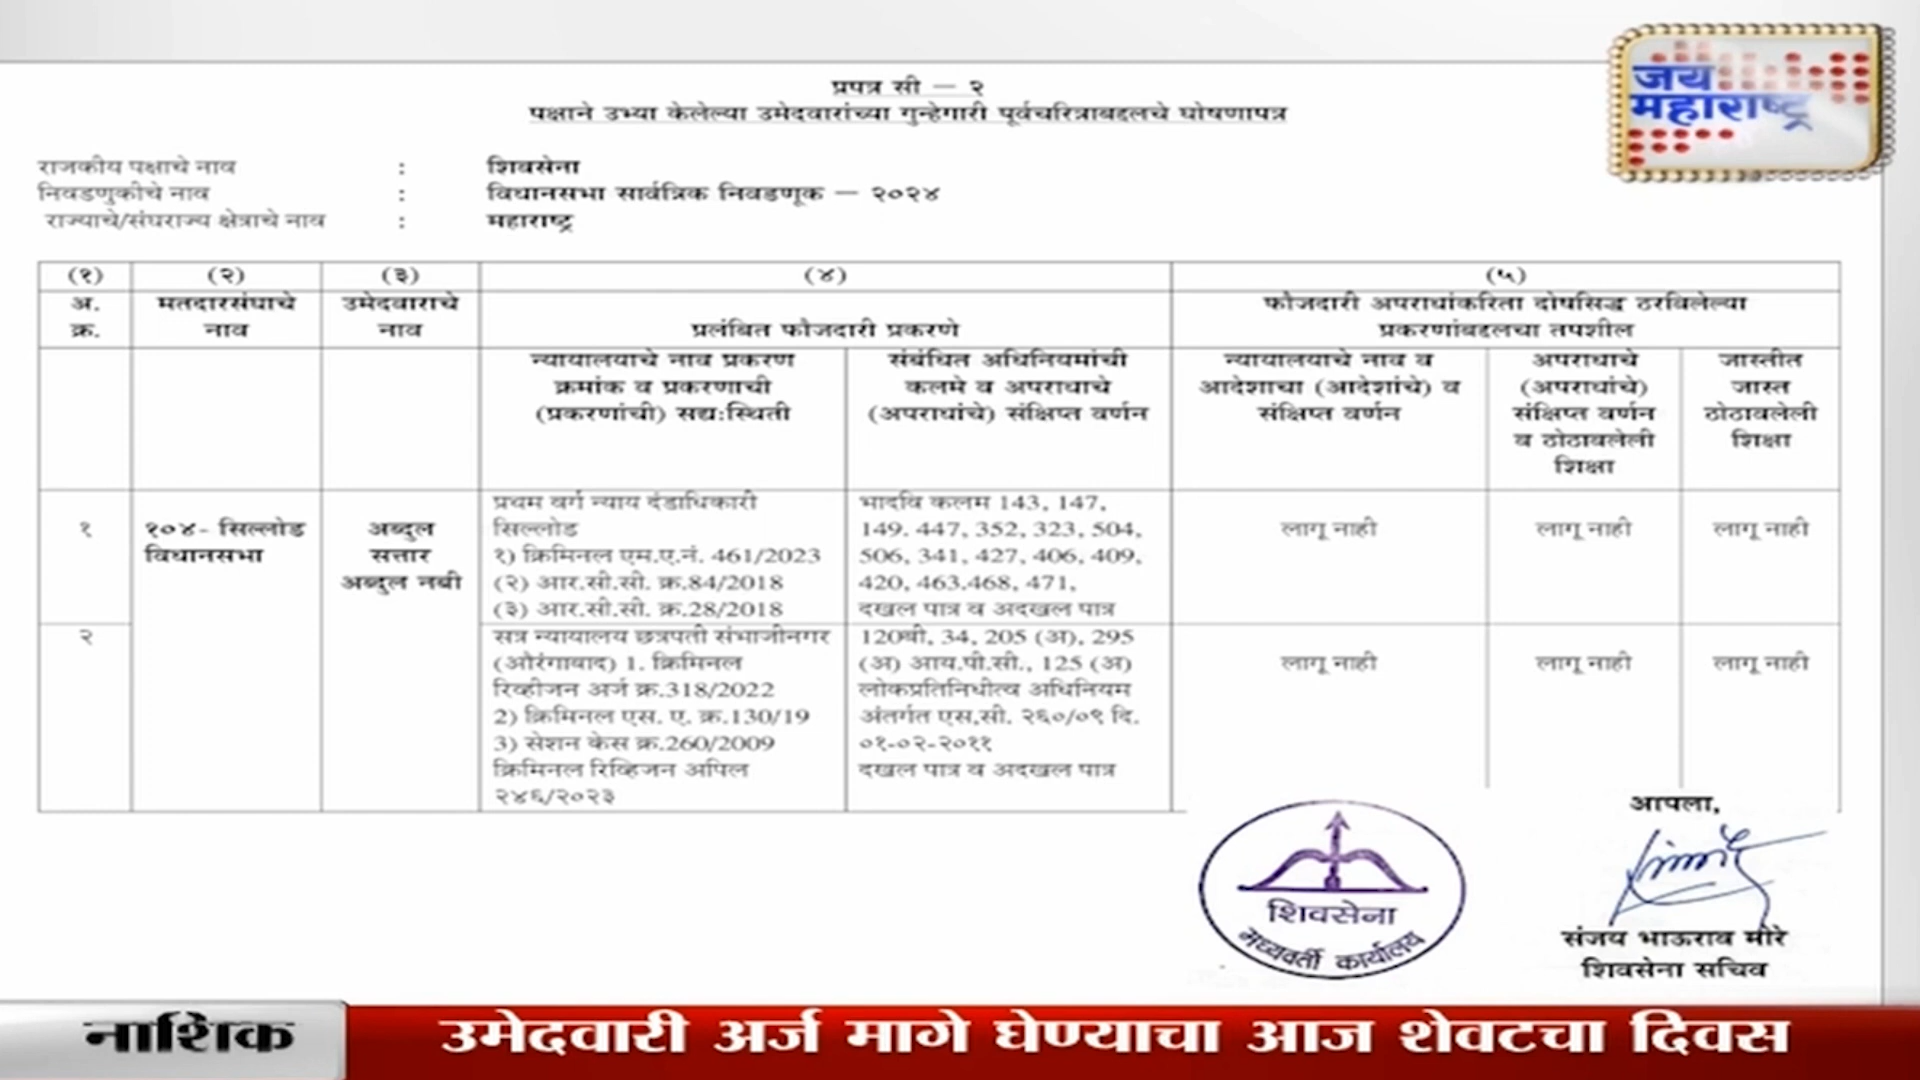 जय
महाराष्ट्र
प्रपत्र सी — २
पक्षाने उभ्या केलेल्या उमेदवारांच्या गुन्हेगारी पूर्वचरित्राबद्दलचे घोषणापत्र
राजकीय पक्षाचे नाव : शिवसेना
निवडणुकीचे नाव : विधानसभा सार्वत्रिक निवडणूक — २०२४
राज्याचे/संघराज्य क्षेत्राचे नाव : महाराष्ट्र
(१) (२) (३) (४) (५)
अ. क्र.
मतदारसंघाचे
नाव
उमेदवाराचे
नाव
प्रलंबित फौजदारी प्रकरणे
फौजदारी अपराधांकरिता दोषसिद्ध ठरविलेल्या
प्रकरणांबद्दलचा तपशील
न्यायालयाचे नाव प्रकरण
क्रमांक व प्रकरणाची
(प्रकरणांची) सद्य:स्थिती
संबंधित अधिनियमांची
कलमे व अपराधाचे
(अपराधांचे) संक्षिप्त वर्णन
न्यायालयाचे नाव व
आदेशाचा (आदेशांचे) व
संक्षिप्त वर्णन
अपराधाचे
(अपराधांचे)
संक्षिप्त वर्णन
व ठोठावलेली
शिक्षा
जास्तीत
जास्त
ठोठावलेली
शिक्षा
१
१०४- सिल्लोड
विधानसभा
अब्दुल
सत्तार
अब्दुल नबी
प्रथम वर्ग न्याय दंडाधिकारी
सिल्लोड
१) क्रिमिनल एम.ए.नं. 461/2023
(२) आर.सी.सी. क्र.84/2018
(३) आर.सी.सी. क्र.28/2018
भादवि कलम 143, 147,
149. 447, 352, 323, 504,
506, 341, 427, 406, 409,
420, 463.468, 471,
दखल पात्र व अदखल पात्र
लागू नाही लागू नाही लागू नाही
२
सत्र न्यायालय छत्रपती संभाजीनगर
(औरंगावाद) 1. क्रिमिनल
रिव्हीजन अर्ज क्र.318/2022
2) क्रिमिनल एस. ए. क्र.130/19
3) सेशन केस क्र.260/2009
क्रिमिनल रिव्हिजन अपिल
२४६/२०२३
120बी, 34, 205 (अ), 295
(अ) आय.पी.सी., 125 (अ)
लोकप्रतिनिधीत्व अधिनियम
अंतर्गत एस.सी. २६०/०९ दि.
०१-०२-२०११
दखल पात्र व अदखल पात्र
लागू नाही लागू नाही लागू नाही
शिवसेना
मध्यवर्ती कार्यालय
आपला,
संजय भाऊराव मोरे
शिवसेना सचिव
नाशिक
उमेदवारी अर्ज मागे घेण्याचा आज शेवटचा दिवस